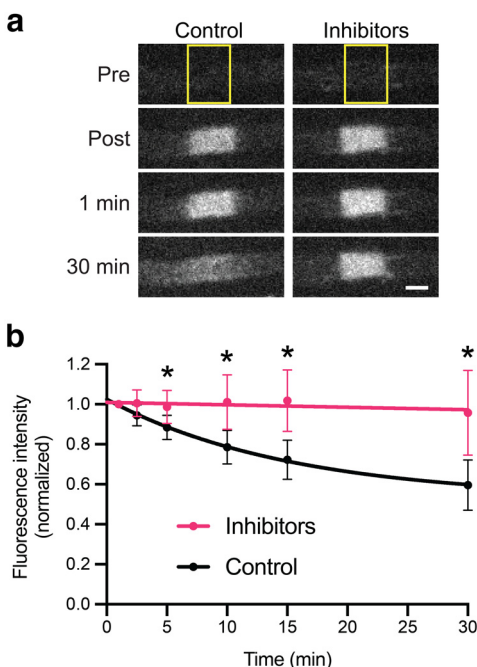 a
Control Inhibitors
Pre
Post
1 min
30 min
b
* * * *
1.2
1.0
0.8
0.6
0.4
0.2
0.0
Fluorescence intensity
(normalized)
Inhibitors
Control
0 5 10 15 20 25 30
Time (min)